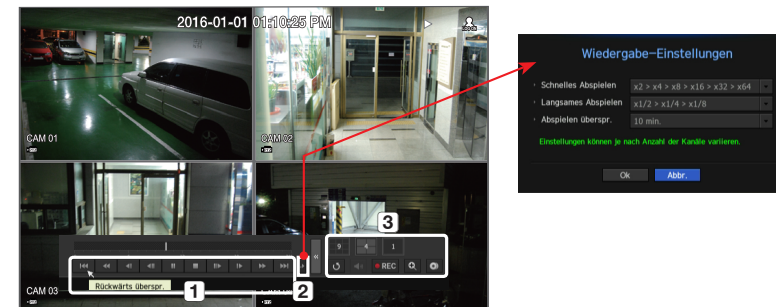 2016-01-01 01:10:25 PM
CAM 01
CAM 02
CAM 03
Rückwärts überspr.
1
2
3
9
1
REC
Wiedergabe-Einstellungen
· Schnelles Abspielen x2 > x4 > x8 > x16 > x32 > x64
· Langsames Abspielen x1/2 > x1/4 > x1/8
· Abspielen überspr. 10 min.
Einstellungen können je nach Anzahl der Kanäle variieren.
Ok Abbr.